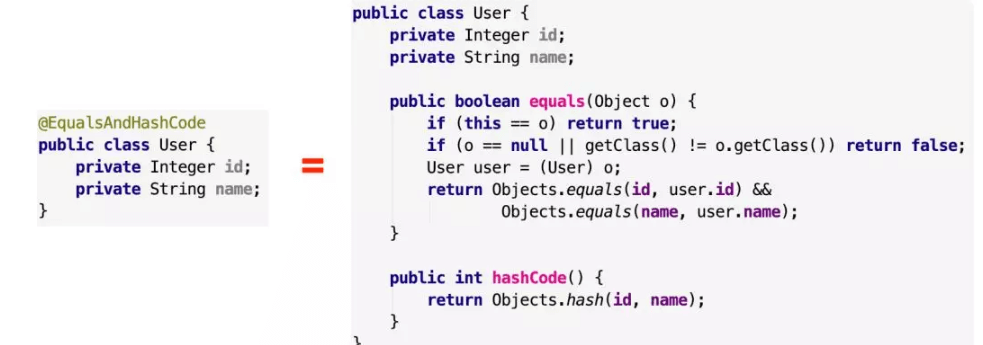 @EqualsAndHashCode
public class User {
    private Integer id;
    private String name;
}
=
public class User {
    private Integer id;
    private String name;

    public boolean equals(Object o) {
        if (this == o) return true;
        if (o == null || getClass() != o.getClass()) return false;
        User user = (User) o;
        return Objects.equals(id, user.id) &&
                Objects.equals(name, user.name);
    }

    public int hashCode() {
        return Objects.hash(id, name);
    }
}